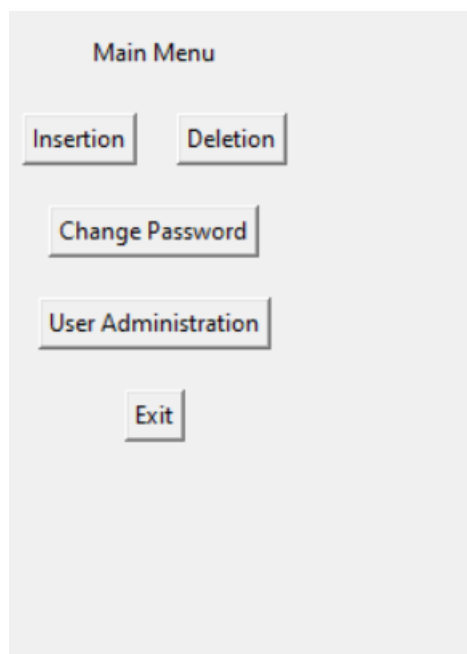 Main Menu
Insertion Deletion
Change Password
User Administration
Exit